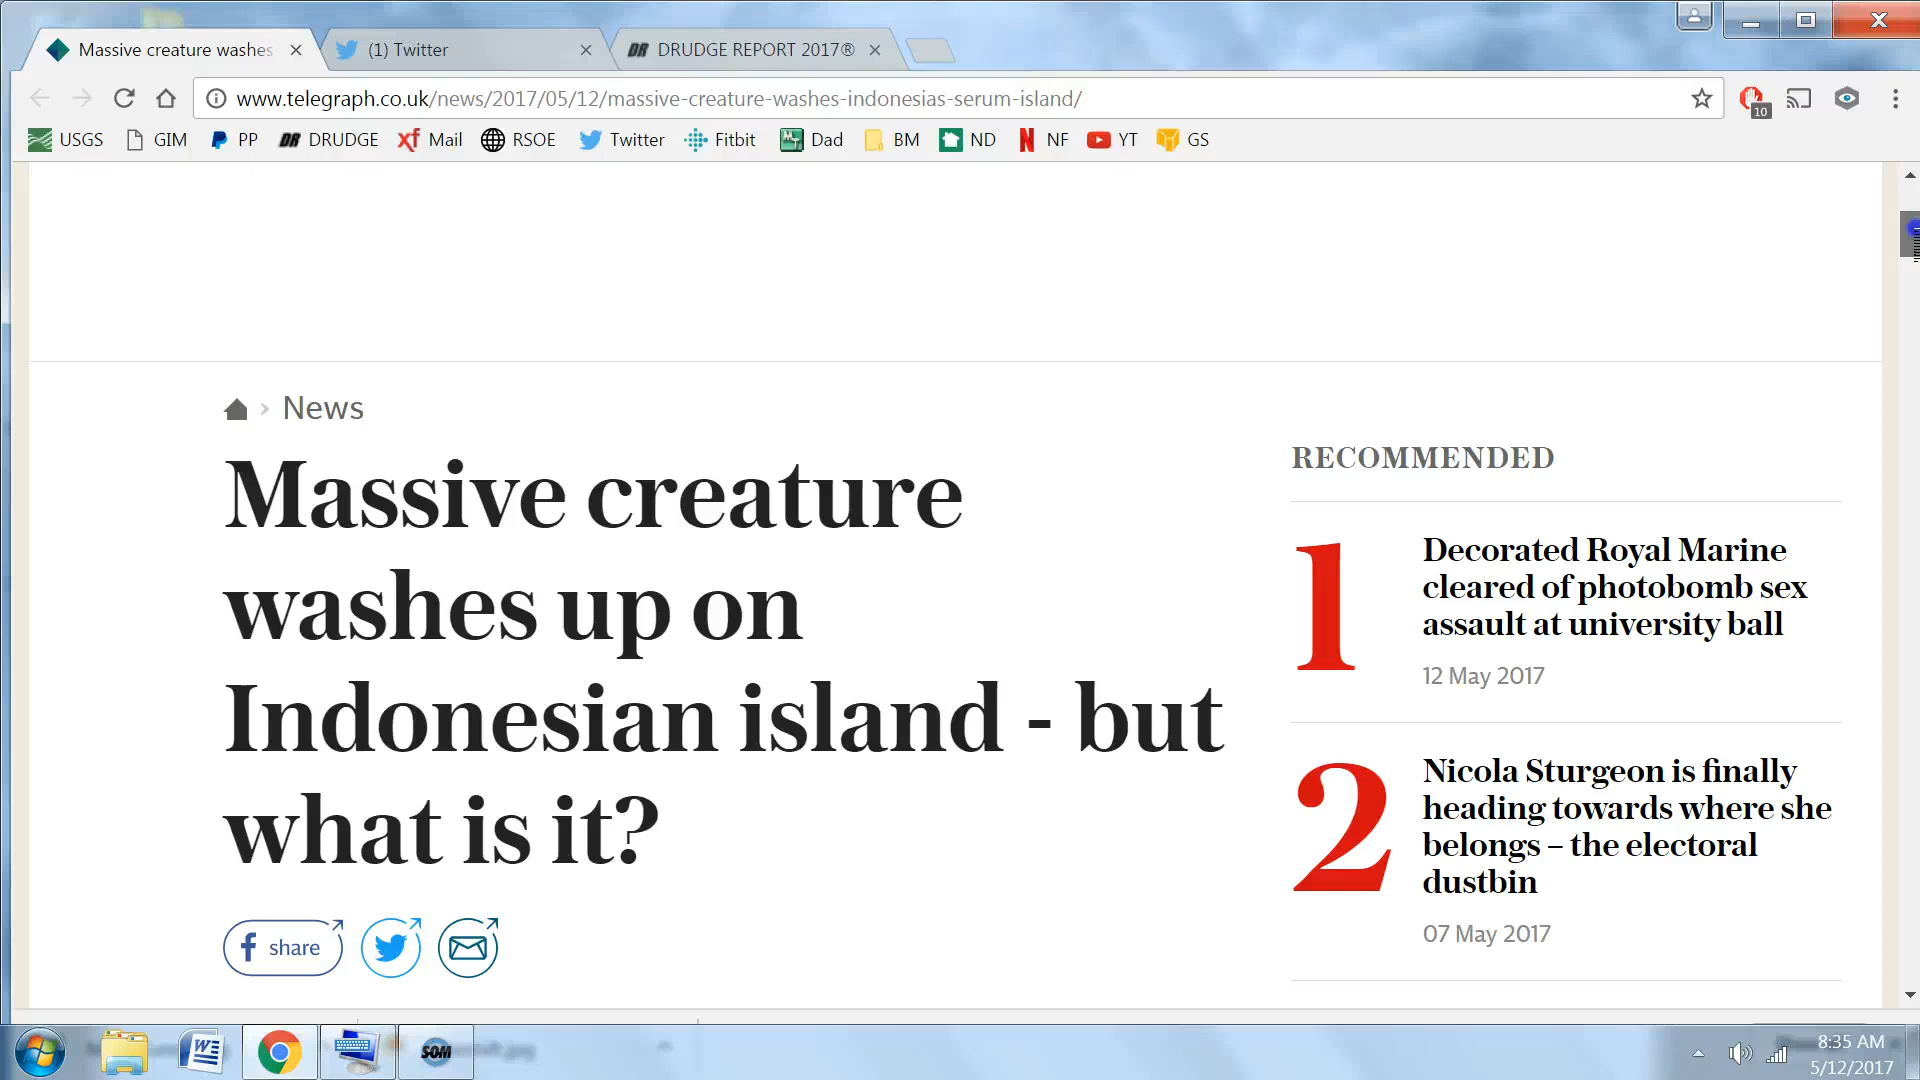 Massive creature washes
(1) Twitter
DRUDGE REPORT 2017®
www.telegraph.co.uk/news/2017/05/12/massive-creature-washes-indonesias-serum-island/
10
USGS GIM PP DR DRUDGE xf Mail RSOE Twitter Fitbit Dad BM ND NF YT GS
News
Massive creature
washes up on
Indonesian island - but
what is it?
share
RECOMMENDED
1
Decorated Royal Marine
cleared of photobomb sex
assault at university ball
12 May 2017
2
Nicola Sturgeon is finally
heading towards where she
belongs – the electoral
dustbin
07 May 2017
SOM
8:35 AM
5/12/2017